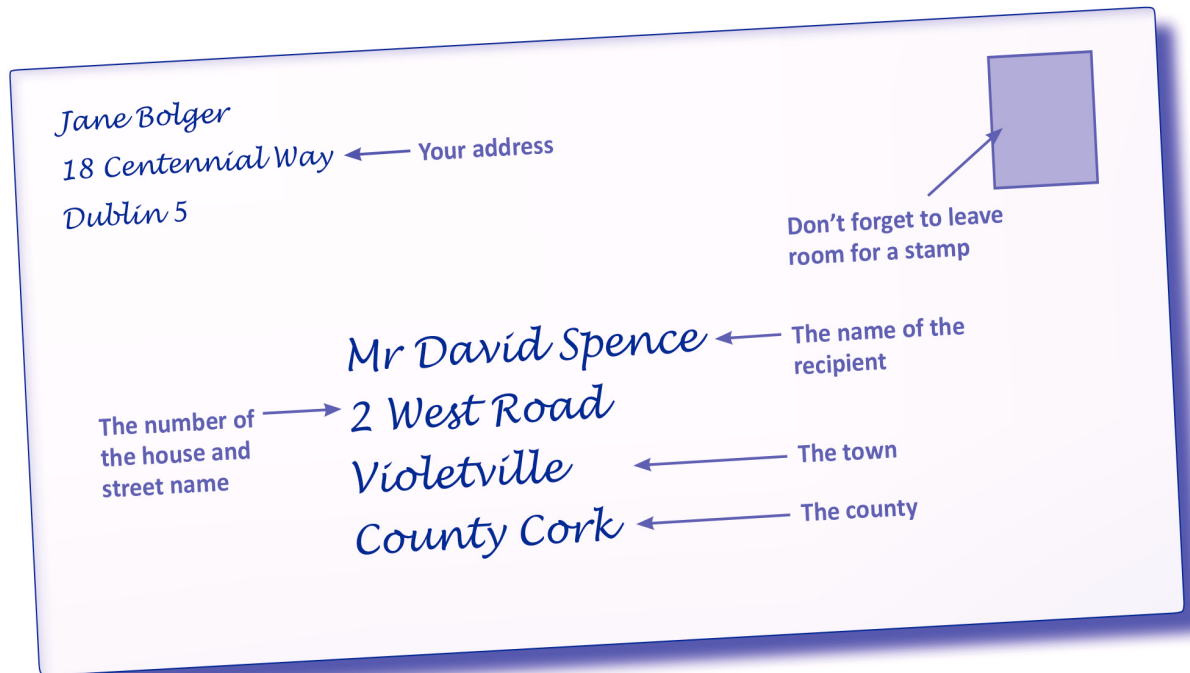 Jane Bolger
18 Centennial Way
Your address
Dublin 5
Don't forget to leave
room for a stamp
Mr David Spence
The name of the
recipient
The number of
the house and
street name
2 West Road
Violetville
The town
County Cork
The county